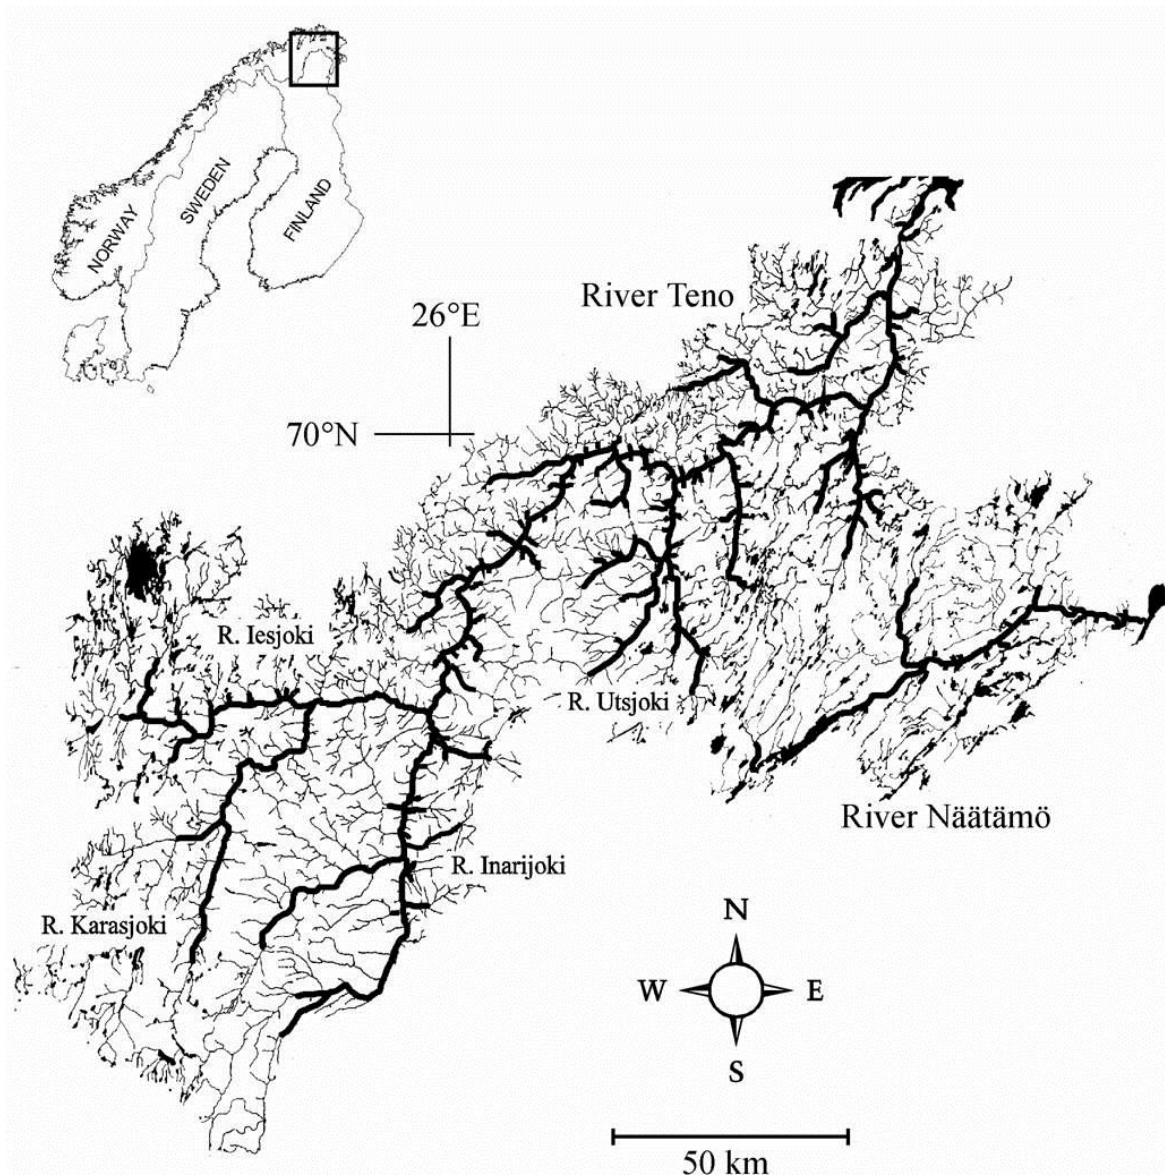 NORWAY
SWEDEN
FINLAND
River Teno
26°E
70°N
R. Iesjoki
R. Utsjoki
River Näätämö
R. Inarijoki
R. Karasjoki
N
W E
S
50 km